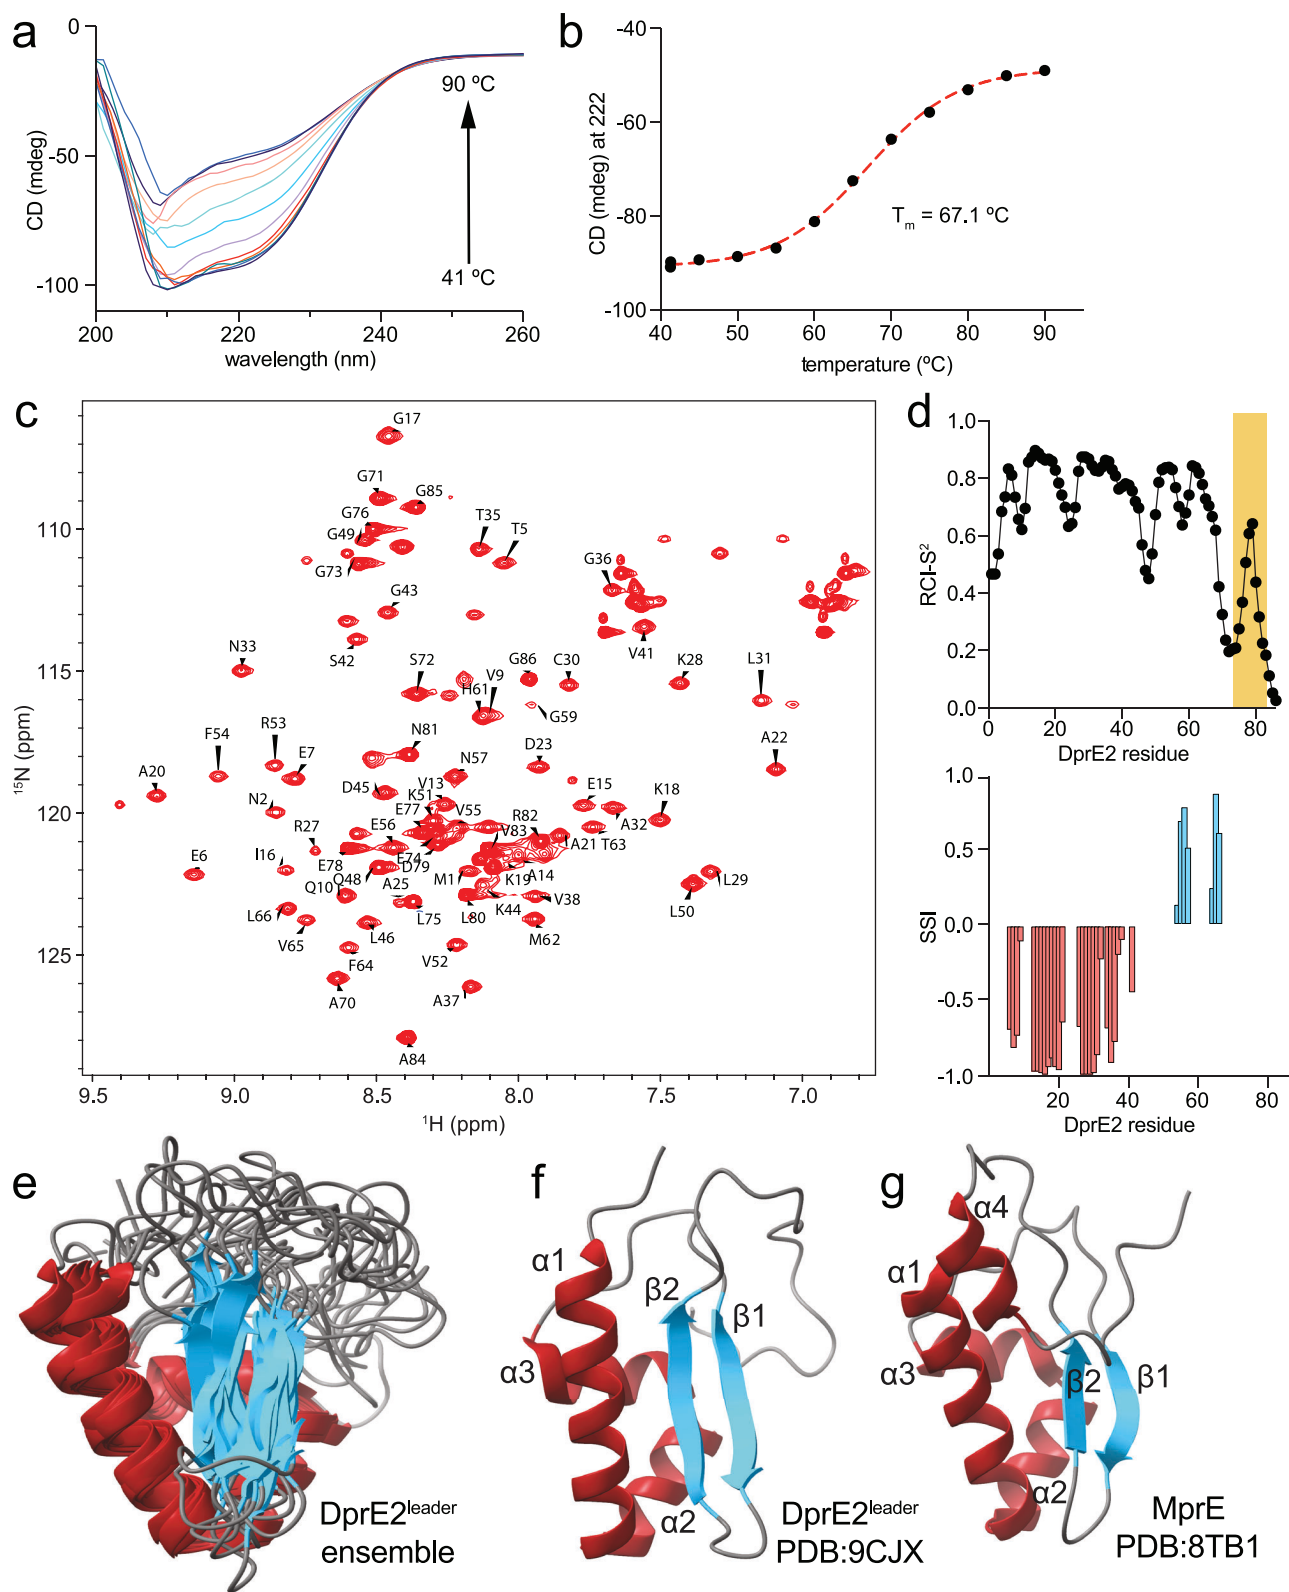 a
0
-50
-100
CD (mdeg)
90 ºC
41 ºC
200
220
240
260
wavelength (nm)
b
-40
-60
-80
-100
CD (mdeg) at 222
Tm = 67.1 ºC
40
50
60
70
80
90
temperature (ºC)
c
110
115
120
125
15N (ppm)
G17
G71
G85
G76
G49
T35
T5
G73
G36
G43
N33
S42
S72
G86
C30
V41
K28
L31
H61
V9
G59
F54
R53
E7
N81
D23
A22
A20
N57
D45
V13
K51
E15
K18
N2
E77
V55
R82
A32
R27
E56
V83
A21
T63
E6
I16
E78
E74
D79
K19
A14
L29
Q10
Q48
A25
M1
K44
V38
L50
L66
L75
L80
V65
L46
M62
F64
V52
A70
A37
A84
9.5
9.0
8.5
8.0
7.5
7.0
1H (ppm)
d
1.0
0.8
0.6
0.4
0.2
0.0
RCI-S2
0
20
40
60
80
DprE2 residue
1.0
0.5
0.0
-0.5
-1.0
SSI
20
40
60
80
DprE2 residue
e
DprE2leader
ensemble
f
α1
β2
β1
α3
α2
DprE2leader
PDB:9CJX
g
α4
α1
α3
β2
β1
α2
MprE
PDB:8TB1